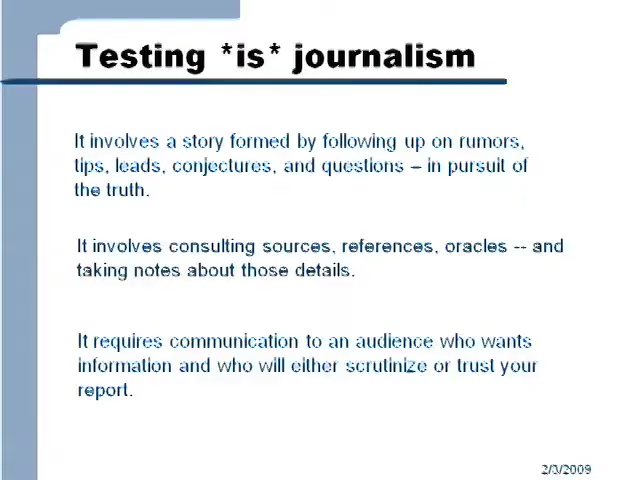 Testing *is* journalism
It involves a story formed by following up on rumors,
tips, leads, conjectures, and questions – in pursuit of
the truth.
It involves consulting sources, references, oracles -- and
taking notes about those details.
It requires communication to an audience who wants
information and who will either scrutinize or trust your
report.
2/3/2009